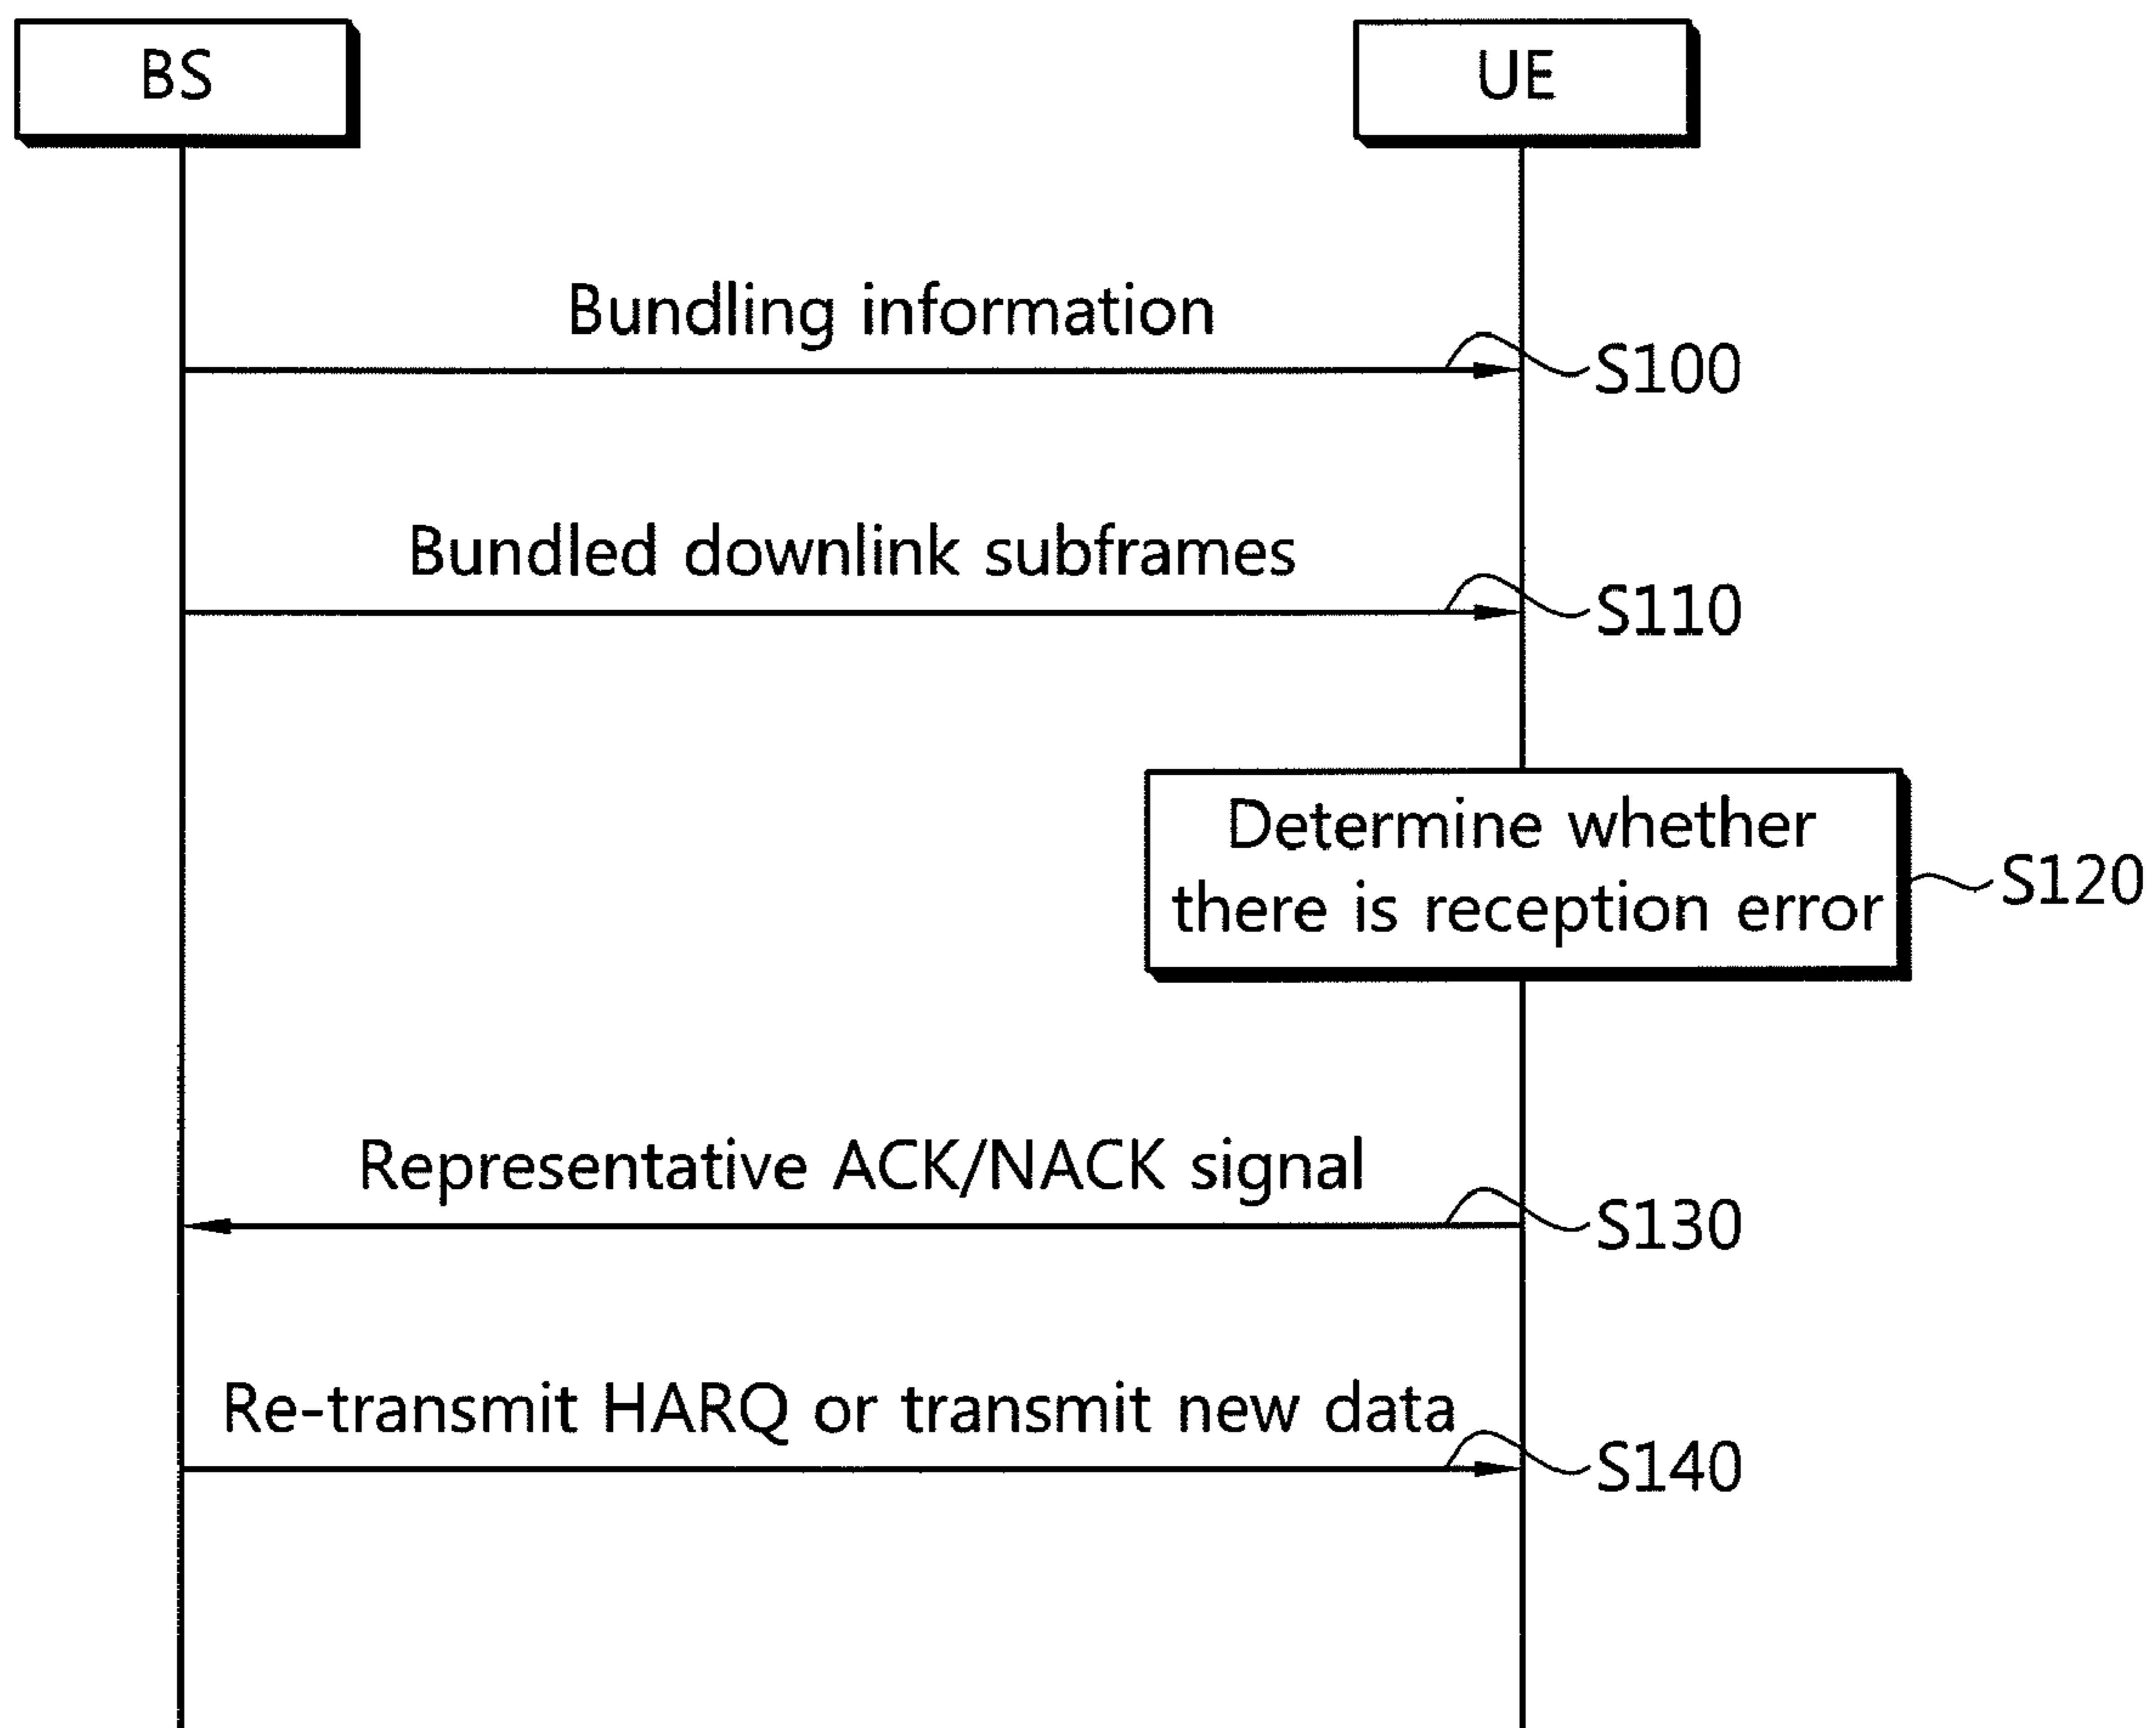 BS
UE
Bundling information
S100
Bundled downlink subframes
S110
Determine whether
there is reception error
S120
Representative ACK/NACK signal
S130
Re-transmit HARQ or transmit new data
S140